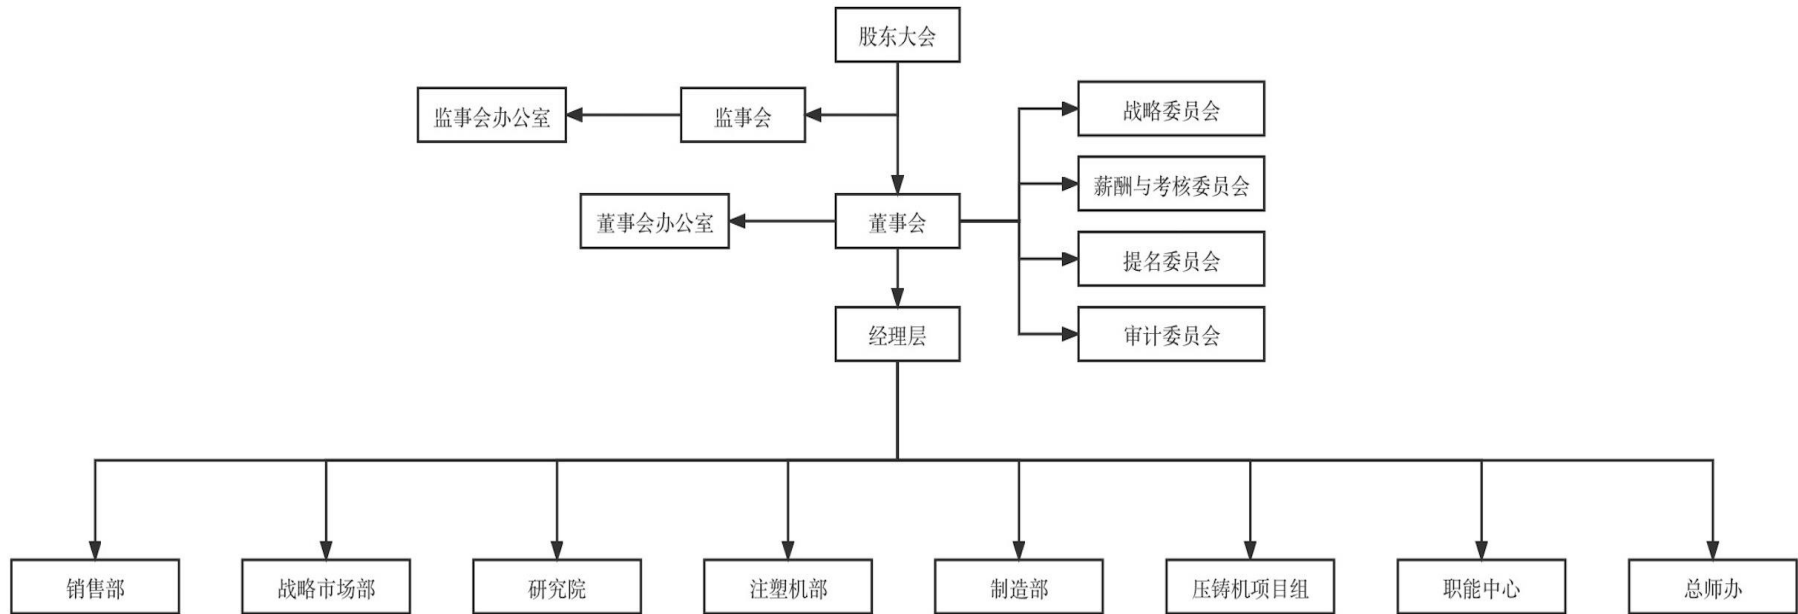 股东大会
监事会办公室
监事会
战略委员会
薪酬与考核委员会
董事会办公室
董事会
提名委员会
经理层
审计委员会
销售部
战略市场部
研究院
注塑机部
制造部
压铸机项目组
职能中心
总师办